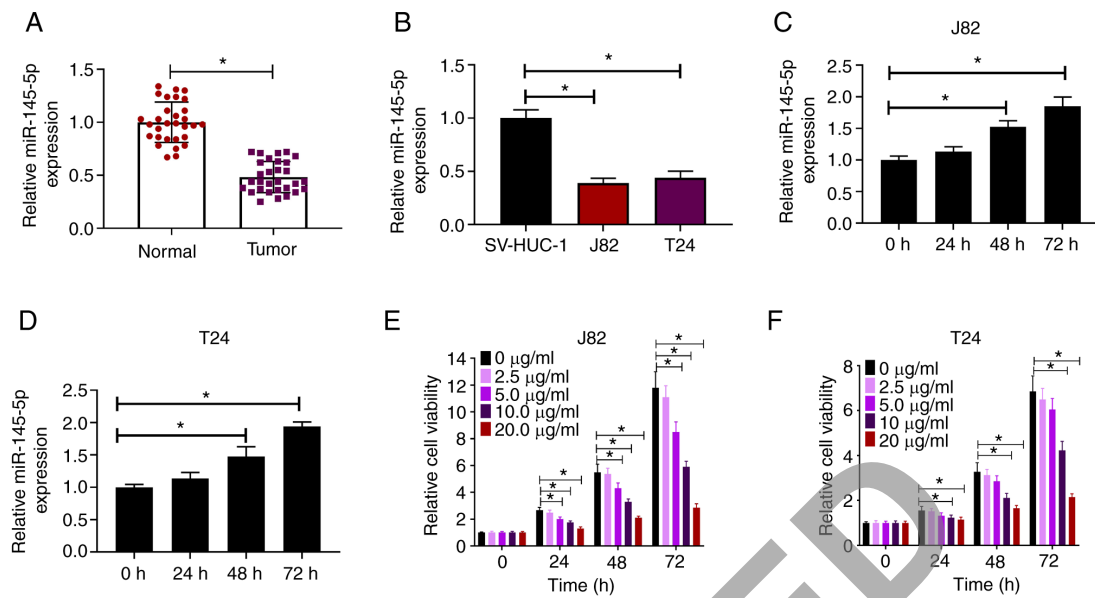 A
Relative miR-145-5p
expression
1.5
1.0
0.5
0.0
*
Normal
Tumor
B
Relative miR-145-5p
expression
1.5
1.0
0.5
0.0
*
*
SV-HUC-1
J82
T24
C
J82
Relative miR-145-5p
expression
2.5
2.0
1.5
1.0
0.5
0.0
*
*
0 h
24 h
48 h
72 h
D
T24
Relative miR-145-5p
expression
2.5
2.0
1.5
1.0
0.5
0.0
*
*
0 h
24 h
48 h
72 h
E
J82
Relative cell viability
14
12
10
8
6
4
2
0
0 μg/ml
2.5 μg/ml
5.0 μg/ml
10.0 μg/ml
20.0 μg/ml
*
*
*
*
*
*
*
*
*
0
24
48
72
Time (h)
F
T24
Relative cell viability
8
6
4
2
0
0 μg/ml
2.5 μg/ml
5.0 μg/ml
10 μg/ml
20 μg/ml
*
*
*
*
*
*
0
24
48
72
Time (h)